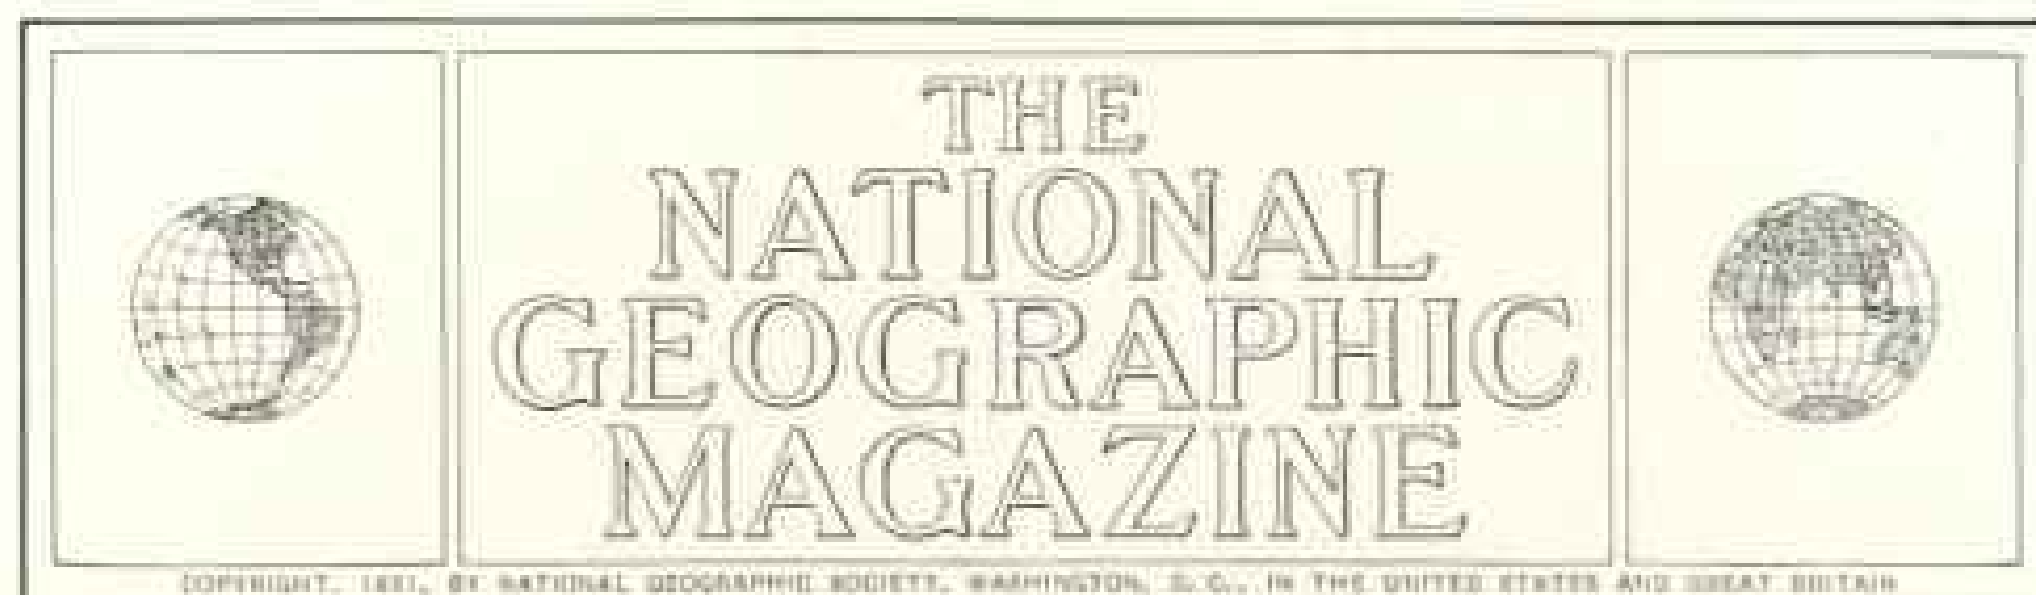 THE
NATIONAL
GEOGRAPHIC
MAGAZINE
COPYRIGHT, BY NATIONAL GEOGRAPHIC SOCIETY, WASHINGTON, D. C., IN THE UNITED STATES AND GREAT BRITAIN